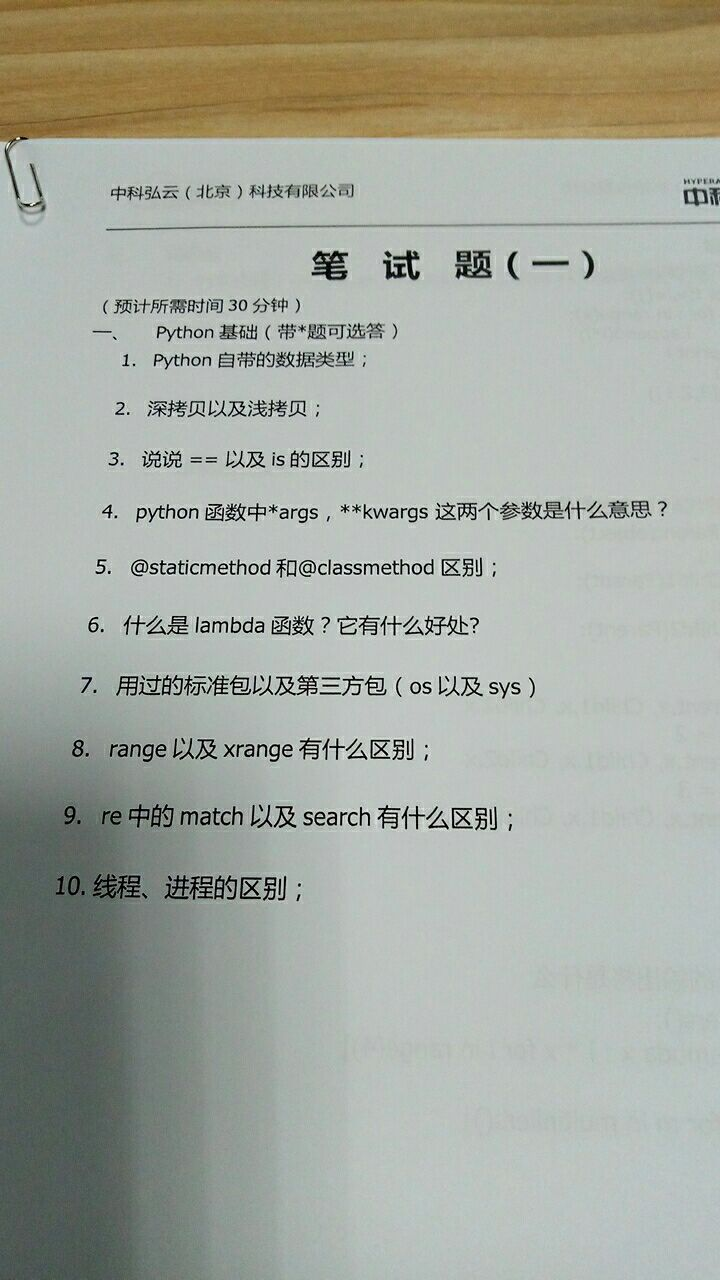 中科弘云（北京）科技有限公司
HYPERA
中科
笔 试 题（一）
（预计所需时间 30 分钟）
一、 Python 基础（带*题可选答）
1. Python 自带的数据类型；
2. 深拷贝以及浅拷贝；
3. 说说 == 以及 is 的区别；
4. python 函数中*args，**kwargs 这两个参数是什么意思？
5. @staticmethod 和@classmethod 区别；
6. 什么是 lambda 函数？它有什么好处?
7. 用过的标准包以及第三方包（os 以及 sys）
8. range 以及 xrange 有什么区别；
9. re 中的 match 以及 search 有什么区别；
10. 线程、进程的区别；